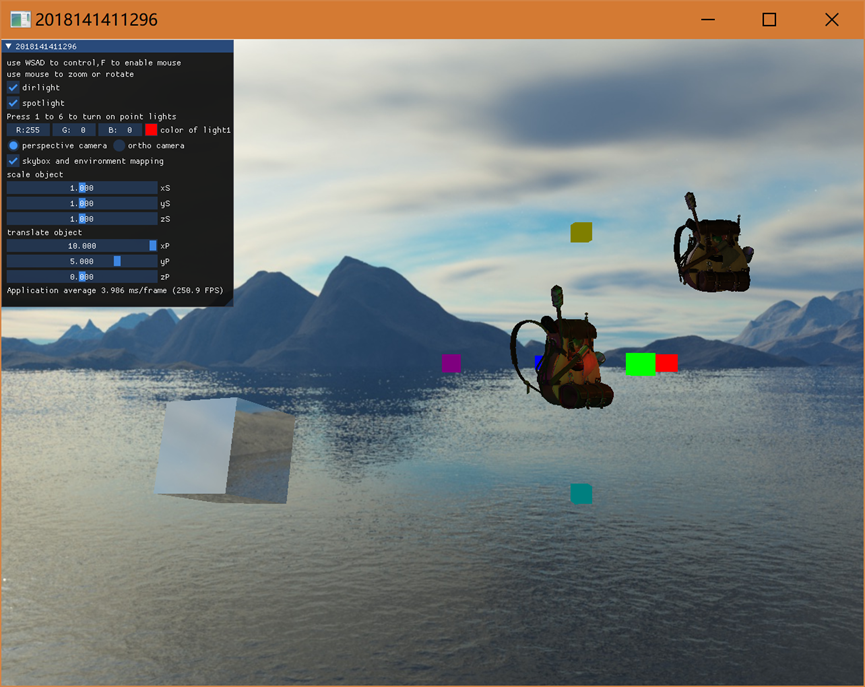 2018141411296
2018141411296
use WSAD to control,F to enable mouse
use mouse to zoom or rotate
dirlight
spotlight
Press 1 to 6 to turn on point lights
R:255 G: 0 B: 0 color of light1
perspective camera ortho camera
skybox and environment mapping
scale object
1.000 xS
1.000 yS
1.000 zS
translate object
10.000 xP
5.000 yP
0.000 zP
Application average 3.986 ms/frame (250.9 FPS)